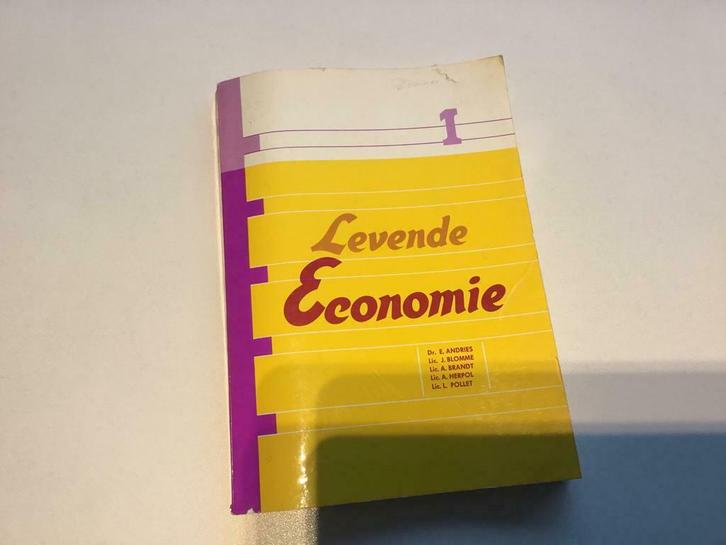 1
Levende
Economie
Dr. E. ANDRIES
Lic. J. BLOMME
Lic. A. BRANDT
Lic. A. HERPOL
Lic. L. POLLET